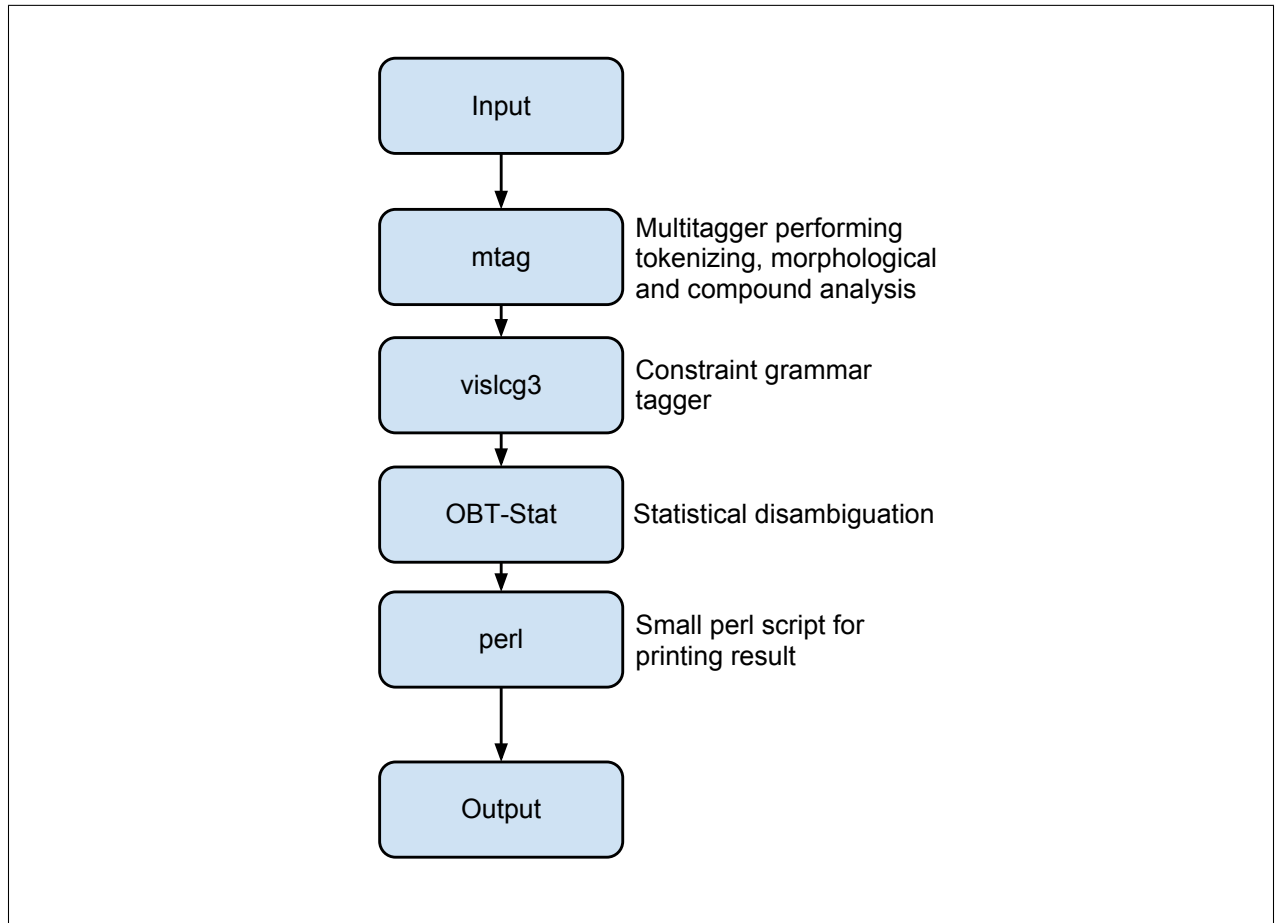 Input
mtag
Multitagger performing
tokenizing, morphological
and compound analysis
vislcg3
Constraint grammar
tagger
OBT-Stat
Statistical disambiguation
perl
Small perl script for
printing result
Output